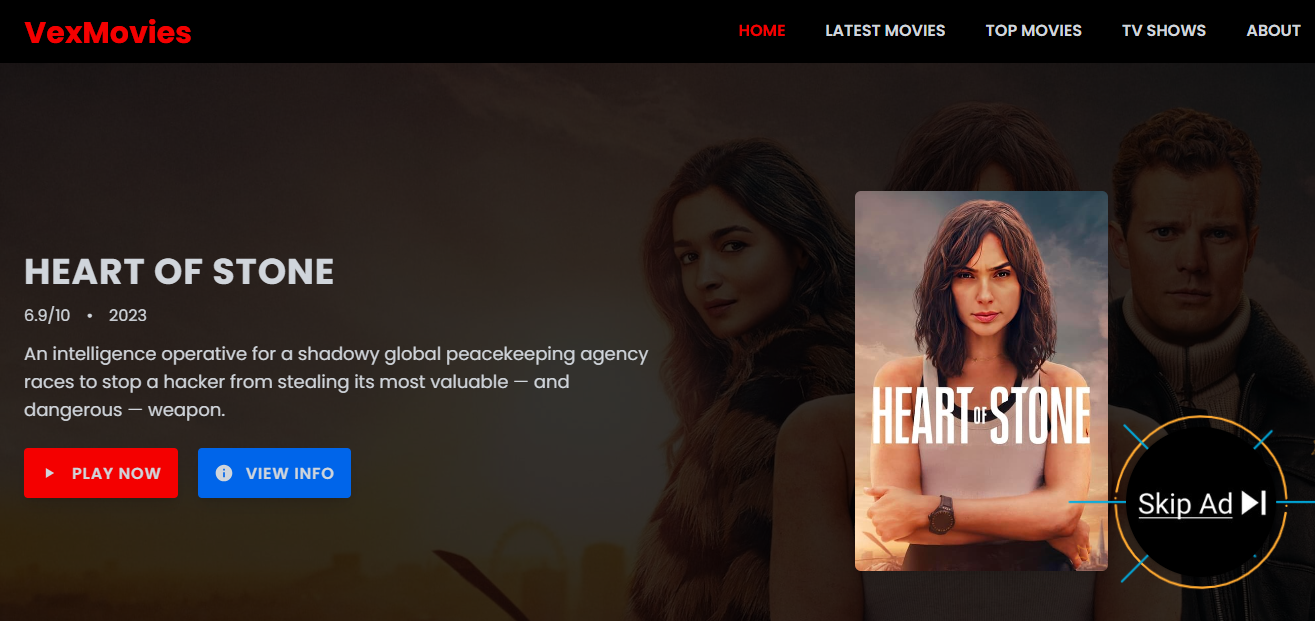 VexMovies
HOME
LATEST MOVIES
TOP MOVIES
TV SHOWS
ABOUT
HEART OF STONE
6.9/10 • 2023
An intelligence operative for a shadowy global peacekeeping agency
races to stop a hacker from stealing its most valuable — and
dangerous — weapon.
PLAY NOW
VIEW INFO
HEART OF STONE
Skip Ad